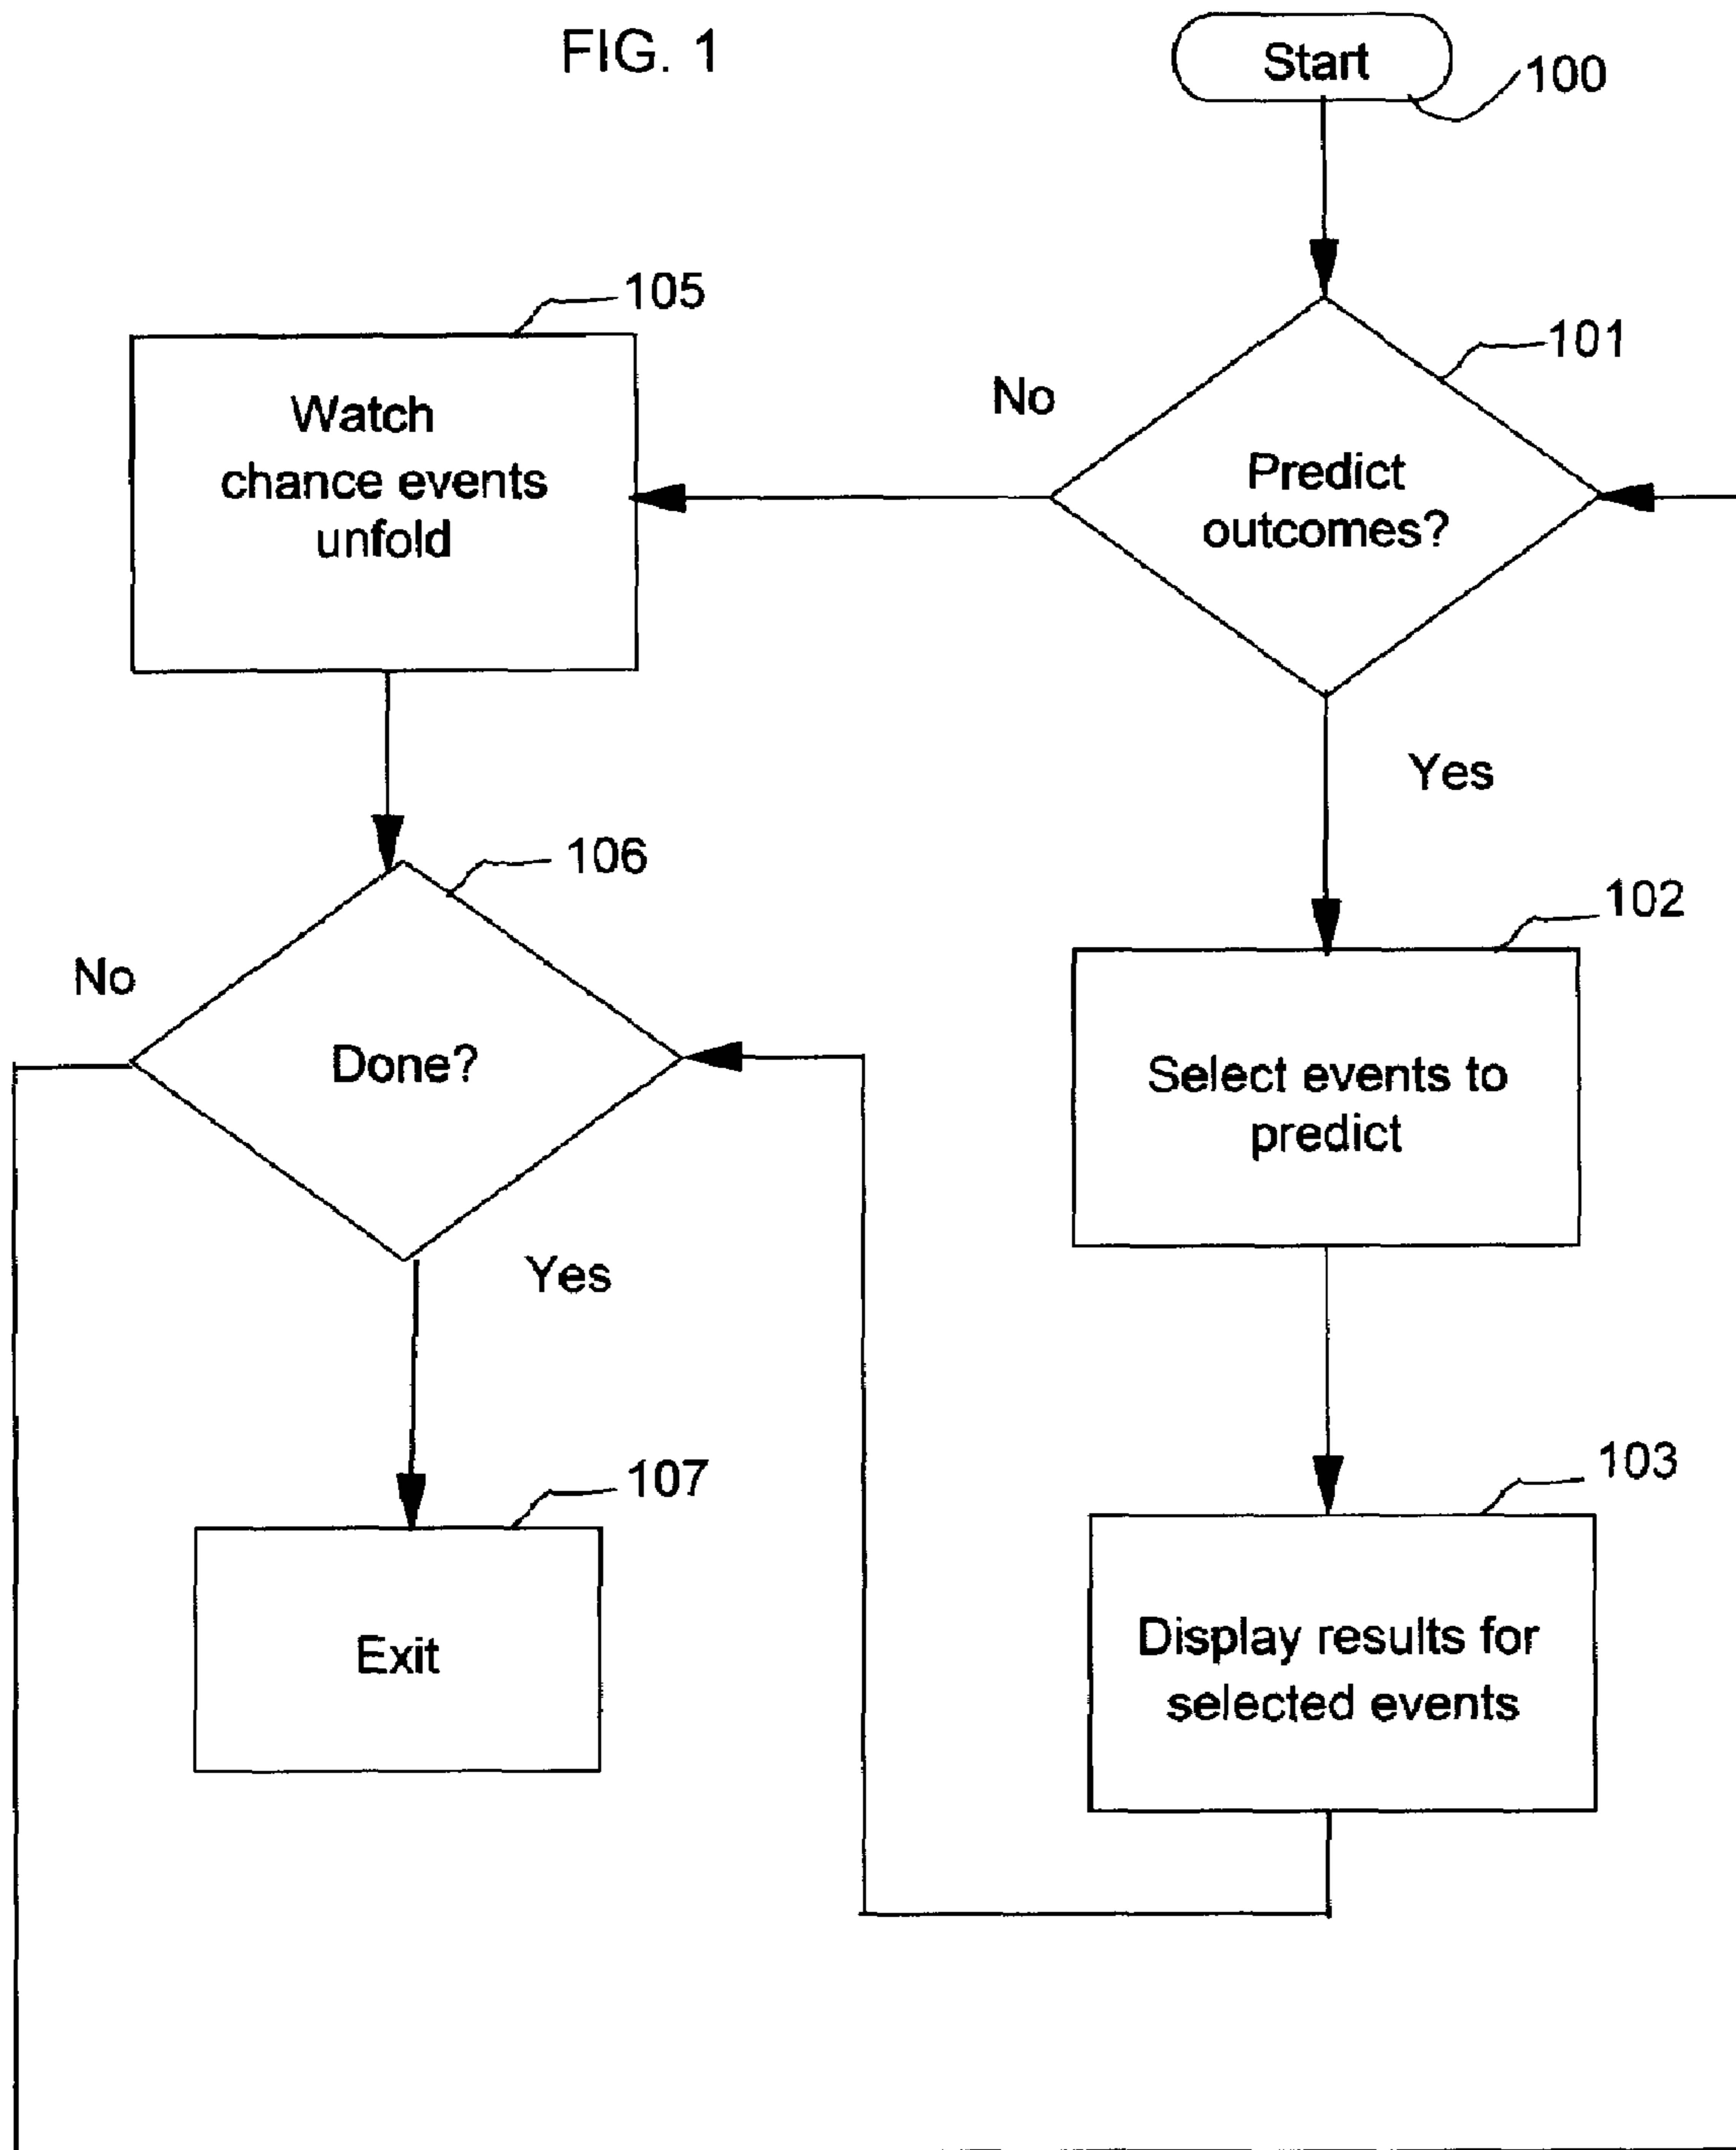 FIG. 1
Start
100
101
No
Predict
outcomes?
Yes
105
Watch
chance events
unfold
102
Select events to
predict
103
Display results for
selected events
106
No
Done?
Yes
107
Exit